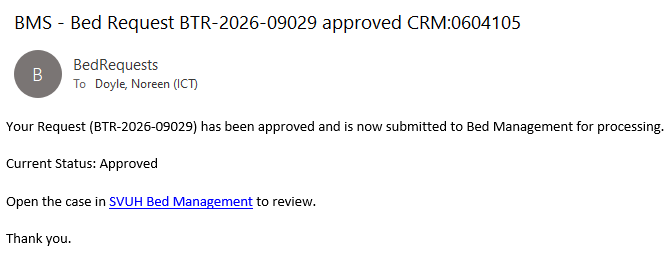 BMS - Bed Request BTR-2026-09029 approved CRM:0604105
B
BedRequests
To Doyle, Noreen (ICT)
Your Request (BTR-2026-09029) has been approved and is now submitted to Bed Management for processing.
Current Status: Approved
Open the case in SVUH Bed Management to review.
Thank you.